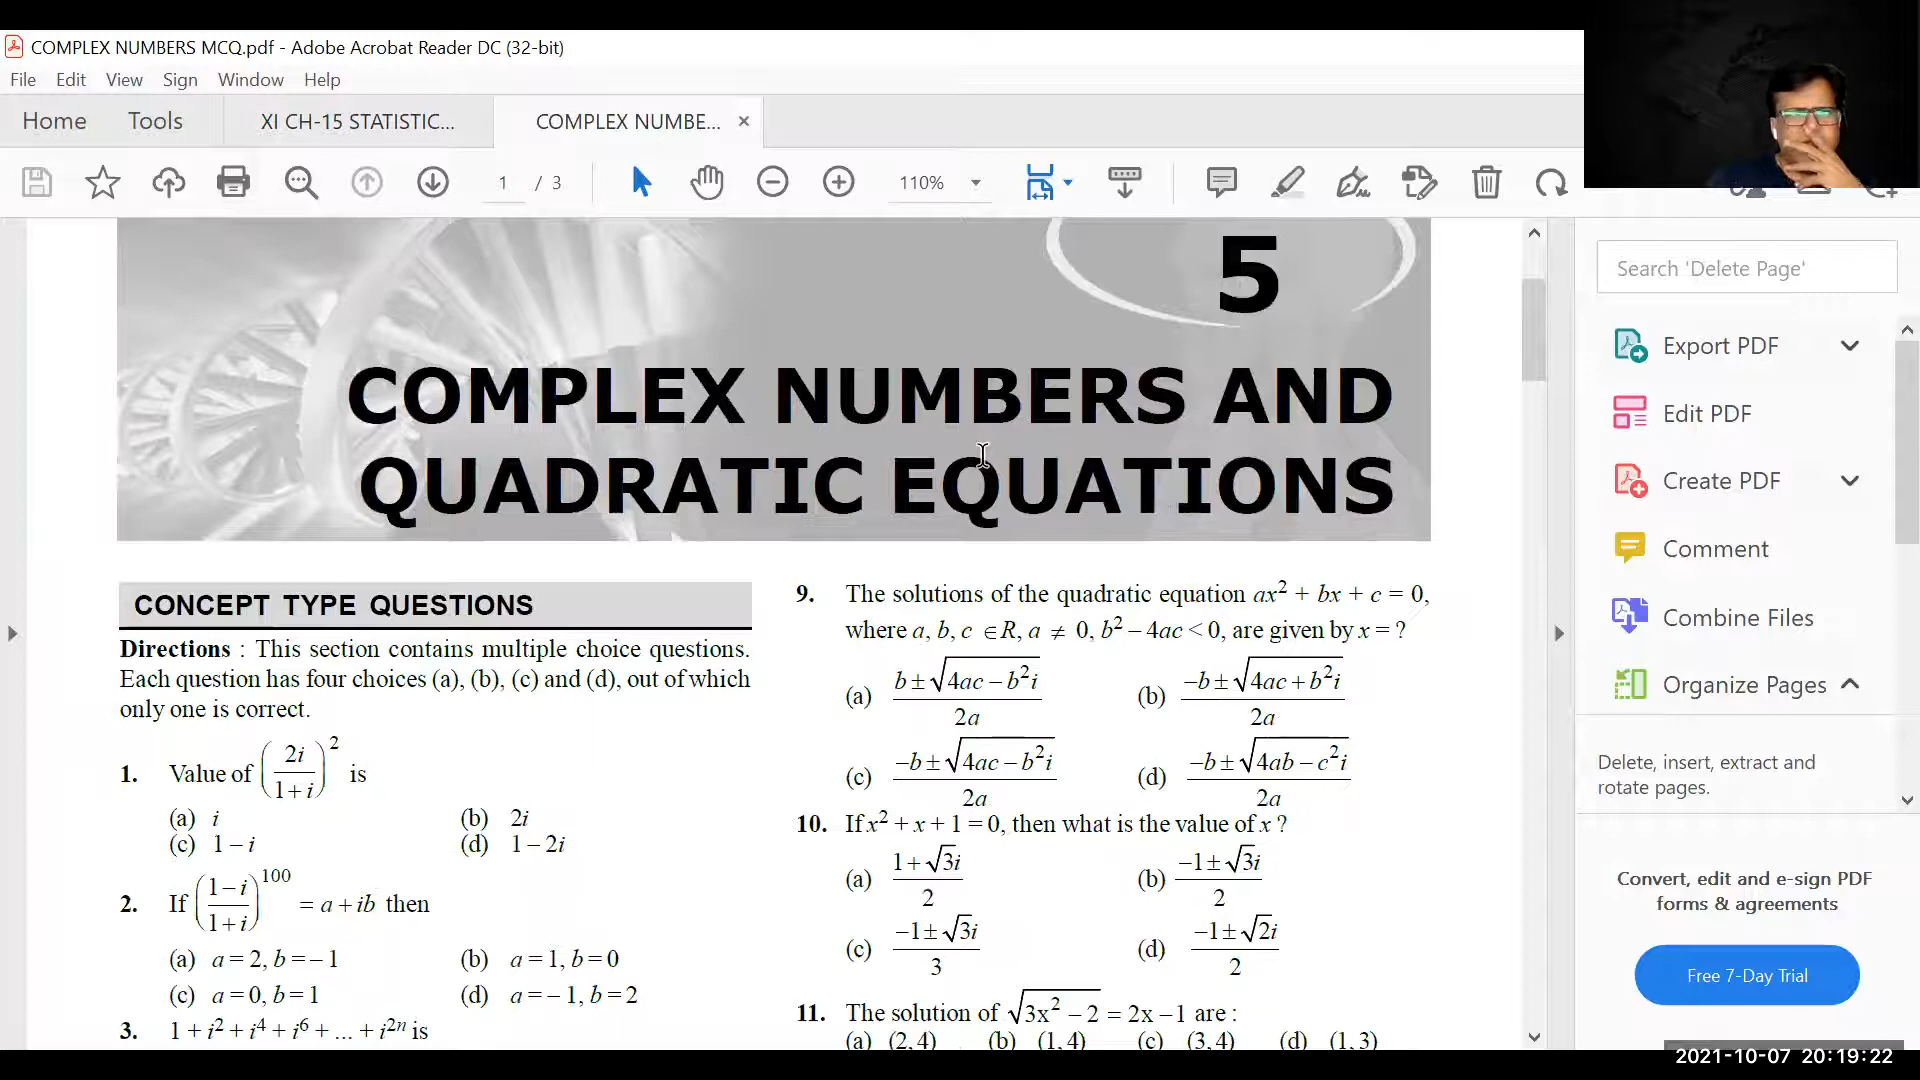 COMPLEX NUMBERS MCQ.pdf - Adobe Acrobat Reader DC (32-bit)
File Edit View Sign Window Help
Home Tools XI CH-15 STATISTIC... COMPLEX NUMBE... ×
1 / 3 110%
5
COMPLEX NUMBERS AND
QUADRATIC EQUATIONS
CONCEPT TYPE QUESTIONS
Directions : This section contains multiple choice questions.
Each question has four choices (a), (b), (c) and (d), out of which
only one is correct.
1. Value of (2i/(1+i))² is
(a) i (b) 2i
(c) 1 – i (d) 1 – 2i
2. If ((1–i)/(1+i))¹⁰⁰ = a + ib then
(a) a = 2, b = – 1 (b) a = 1, b = 0
(c) a = 0, b = 1 (d) a = – 1, b = 2
3. 1 + i² + i⁴ + i⁶ + ... + i²ⁿ is
9. The solutions of the quadratic equation ax² + bx + c = 0,
where a, b, c ∈ R, a ≠ 0, b² – 4ac < 0, are given by x = ?
(a) (b ± √(4ac – b²i))/2a (b) (–b ± √(4ac + b²i))/2a
(c) (–b ± √(4ac – b²i))/2a (d) (–b ± √(4ab – c²i))/2a
10. If x² + x + 1 = 0, then what is the value of x ?
(a) (1 + √3i)/2 (b) (–1 ± √3i)/2
(c) (–1 ± √3i)/3 (d) (–1 ± √2i)/2
11. The solution of √(3x² – 2) = 2x – 1 are :
(a) (2, 4) (b) (1, 4) (c) (3, 4) (d) (1, 3)
Search 'Delete Page'
Export PDF
Edit PDF
Create PDF
Comment
Combine Files
Organize Pages
Delete, insert, extract and
rotate pages.
Convert, edit and e-sign PDF
forms & agreements
Free 7-Day Trial
2021-10-07 20:19:22